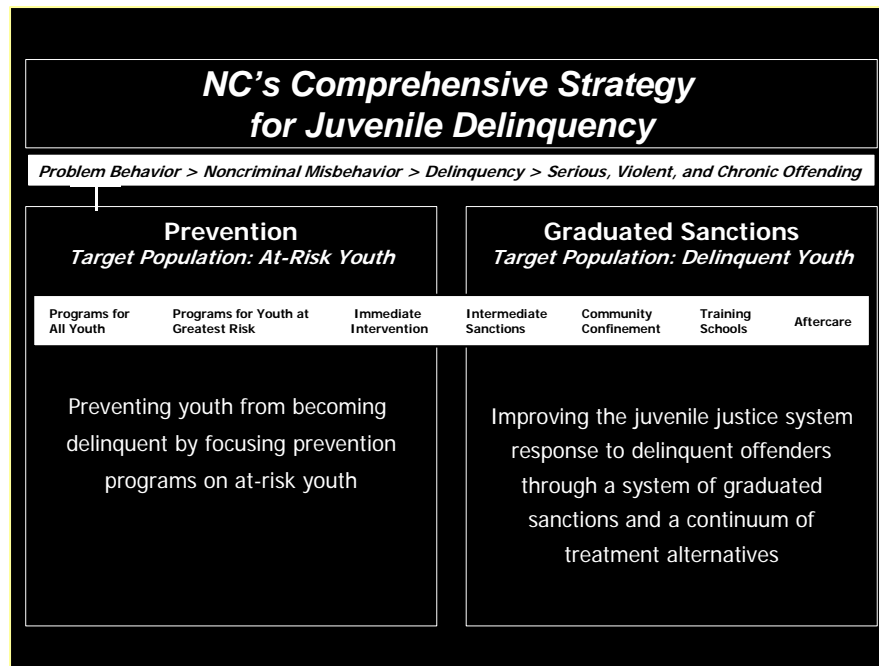 NC's Comprehensive Strategy
for Juvenile Delinquency
Problem Behavior > Noncriminal Misbehavior > Delinquency > Serious, Violent, and Chronic Offending
Prevention
Target Population: At-Risk Youth
Graduated Sanctions
Target Population: Delinquent Youth
Programs for
All Youth
Programs for Youth at
Greatest Risk
Immediate
Intervention
Intermediate
Sanctions
Community
Confinement
Training
Schools
Aftercare
Preventing youth from becoming
delinquent by focusing prevention
programs on at-risk youth
Improving the juvenile justice system
response to delinquent offenders
through a system of graduated
sanctions and a continuum of
treatment alternatives